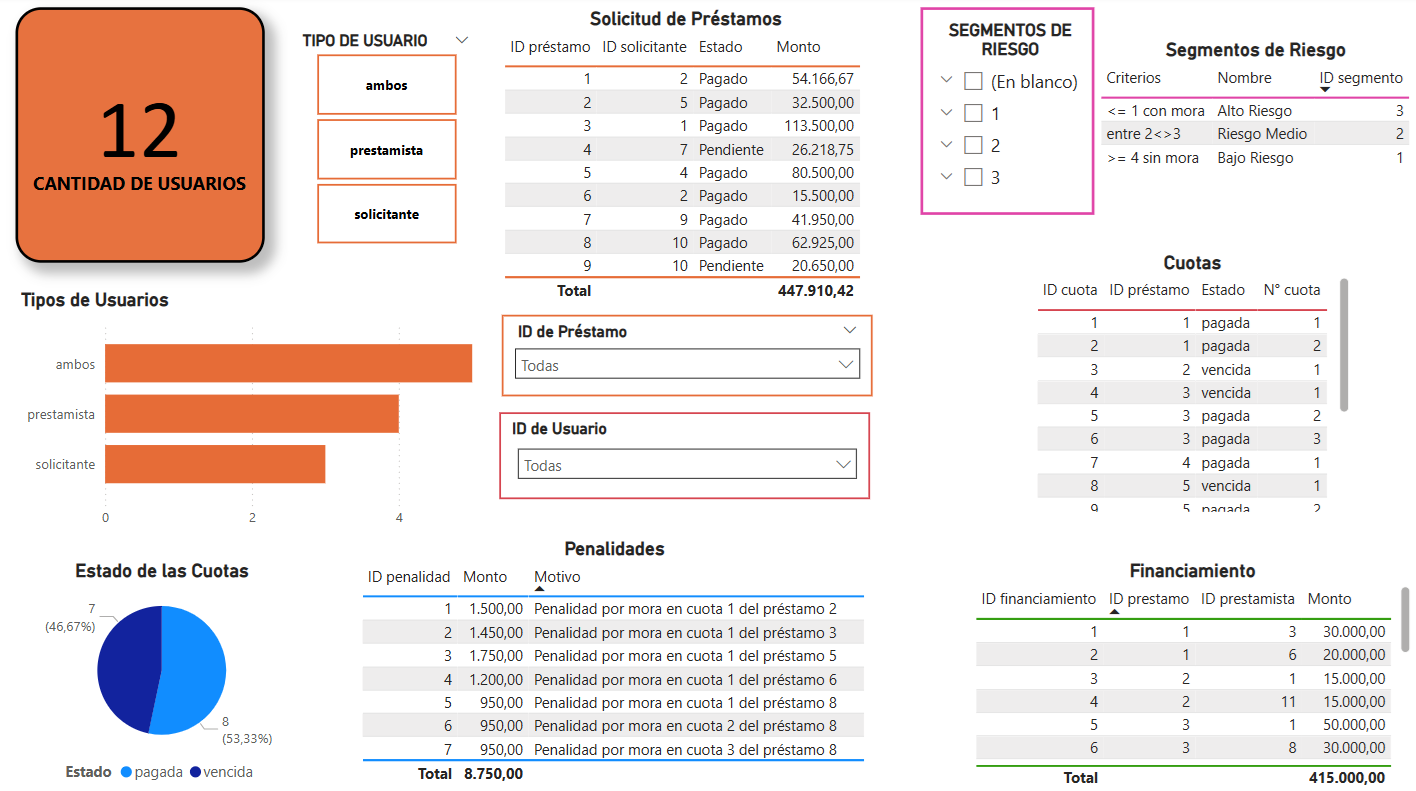 12
CANTIDAD DE USUARIOS
TIPO DE USUARIO
ambos
prestamista
solicitante
Solicitud de Préstamos
ID préstamo ID solicitante Estado Monto
1 2 Pagado 54.166,67
2 5 Pagado 32.500,00
3 1 Pagado 113.500,00
4 7 Pendiente 26.218,75
5 4 Pagado 80.500,00
6 2 Pagado 15.500,00
7 9 Pagado 41.950,00
8 10 Pagado 62.925,00
9 10 Pendiente 20.650,00
Total 447.910,42
SEGMENTOS DE
RIESGO
(En blanco)
1
2
3
Segmentos de Riesgo
Criterios Nombre ID segmento
<= 1 con mora Alto Riesgo 3
entre 2<>3 Riesgo Medio 2
>= 4 sin mora Bajo Riesgo 1
Tipos de Usuarios
ambos
prestamista
solicitante
0 2 4
ID de Préstamo
Todas
ID de Usuario
Todas
Cuotas
ID cuota ID préstamo Estado N° cuota
1 1 pagada 1
2 1 pagada 2
3 2 vencida 1
4 3 vencida 1
5 3 pagada 2
6 3 pagada 3
7 4 pagada 1
8 5 vencida 1
9 5 pagada 2
Estado de las Cuotas
7
(46,67%)
8
(53,33%)
Estado pagada vencida
Penalidades
ID penalidad Monto Motivo
1 1.500,00 Penalidad por mora en cuota 1 del préstamo 2
2 1.450,00 Penalidad por mora en cuota 1 del préstamo 3
3 1.750,00 Penalidad por mora en cuota 1 del préstamo 5
4 1.200,00 Penalidad por mora en cuota 1 del préstamo 6
5 950,00 Penalidad por mora en cuota 1 del préstamo 8
6 950,00 Penalidad por mora en cuota 2 del préstamo 8
7 950,00 Penalidad por mora en cuota 3 del préstamo 8
Total 8.750,00
Financiamiento
ID financiamiento ID prestamo ID prestamista Monto
1 1 3 30.000,00
2 1 6 20.000,00
3 2 1 15.000,00
4 2 11 15.000,00
5 3 1 50.000,00
6 3 8 30.000,00
Total 415.000,00